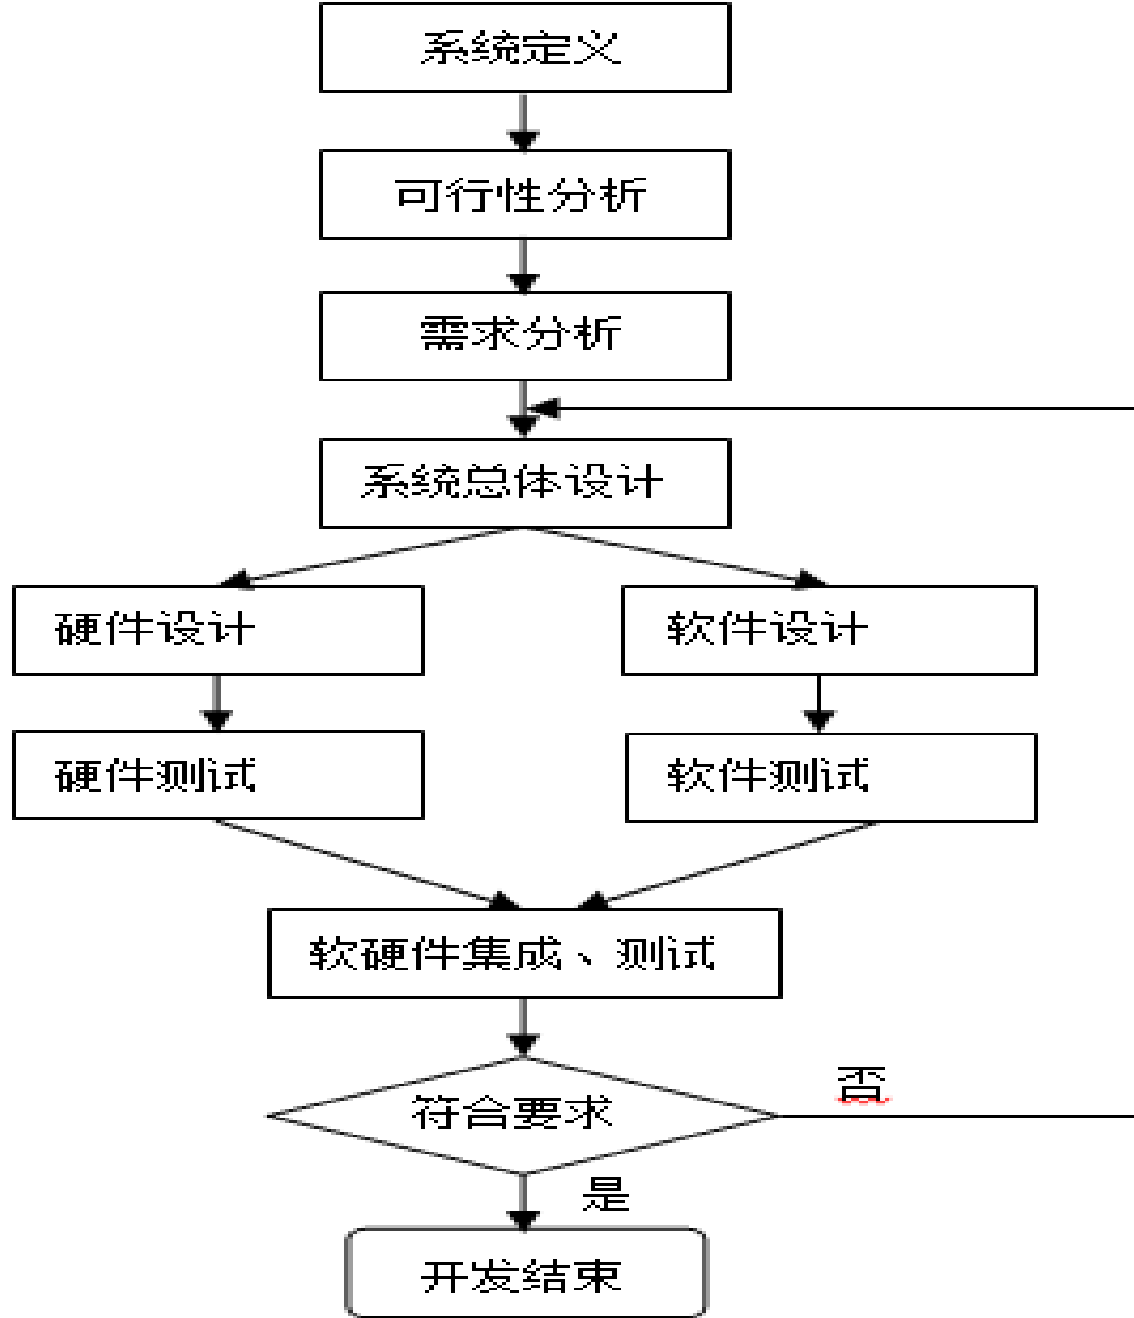 系统定义
可行性分析
需求分析
系统总体设计
硬件设计
软件设计
硬件测试
软件测试
软硬件集成、测试
符合要求
否
是
开发结束